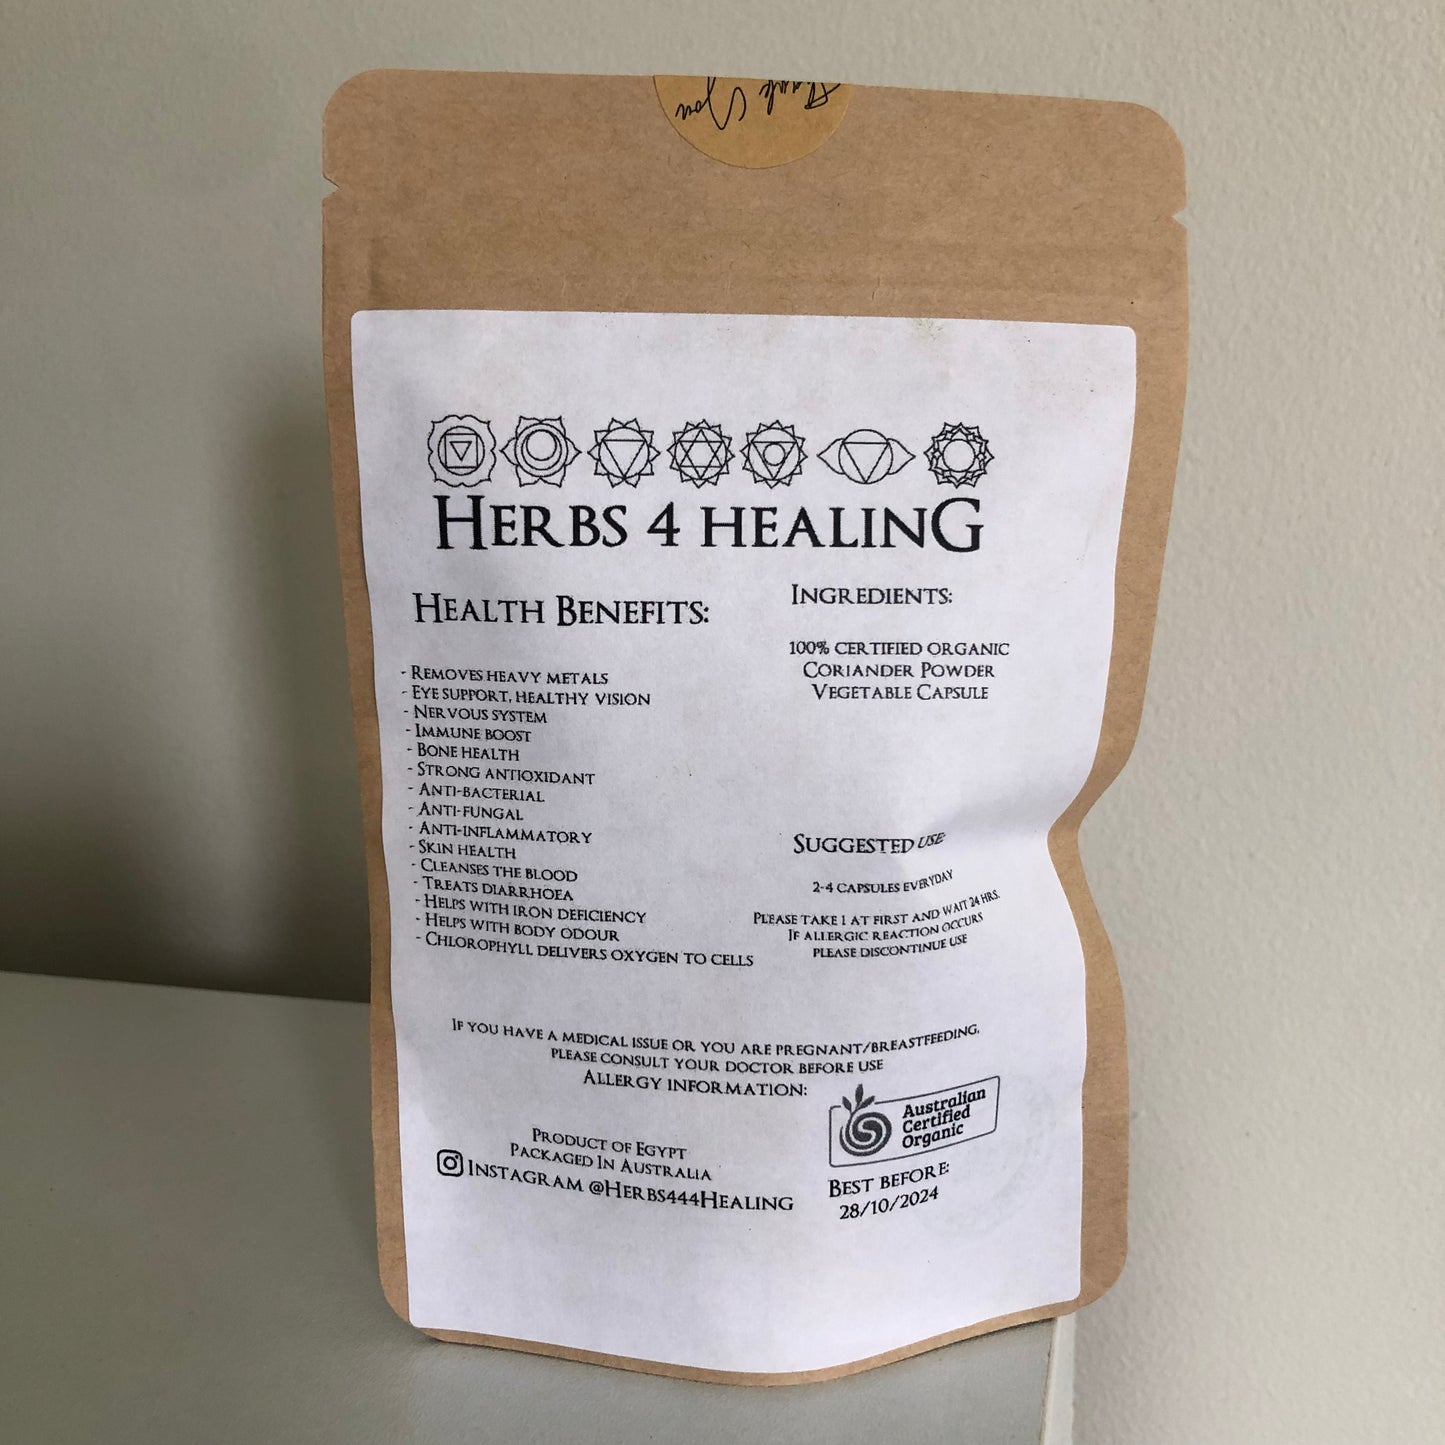 Thank You
HERBS 4 HEALING
HEALTH BENEFITS:
- REMOVES HEAVY METALS
- EYE SUPPORT, HEALTHY VISION
- NERVOUS SYSTEM
- IMMUNE BOOST
- BONE HEALTH
- STRONG ANTIOXIDANT
- ANTI-BACTERIAL
- ANTI-FUNGAL
- ANTI-INFLAMMATORY
- SKIN HEALTH
- CLEANSES THE BLOOD
- TREATS DIARRHOEA
- HELPS WITH IRON DEFICIENCY
- HELPS WITH BODY ODOUR
- CHLOROPHYLL DELIVERS OXYGEN TO CELLS
INGREDIENTS:
100% CERTIFIED ORGANIC
CORIANDER POWDER
VEGETABLE CAPSULE
SUGGESTED USE:
2-4 CAPSULES EVERYDAY
PLEASE TAKE 1 AT FIRST AND WAIT 24 HRS.
IF ALLERGIC REACTION OCCURS
PLEASE DISCONTINUE USE
IF YOU HAVE A MEDICAL ISSUE OR YOU ARE PREGNANT/BREASTFEEDING,
PLEASE CONSULT YOUR DOCTOR BEFORE USE
ALLERGY INFORMATION:
PRODUCT OF EGYPT
PACKAGED IN AUSTRALIA
INSTAGRAM @HERBS444HEALING
Australian
Certified
Organic
BEST BEFORE:
28/10/2024